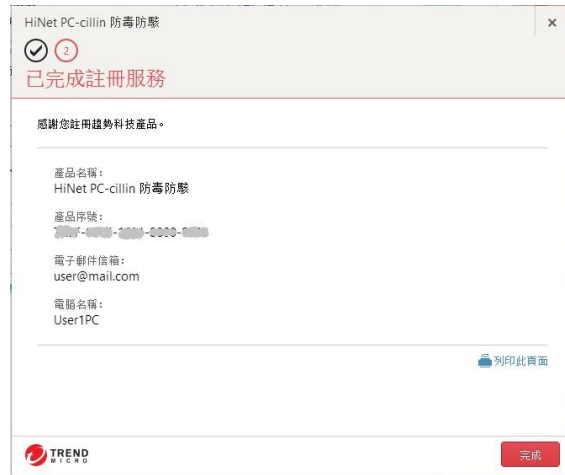 HiNet PC-cillin 防毒防駭
2
已完成註冊服務
感謝您註冊趨勢科技產品。
產品名稱：
HiNet PC-cillin 防毒防駭
產品序號：
電子郵件信箱：
user@mail.com
電腦名稱：
User1PC
列印此頁面
TREND
MICRO
完成